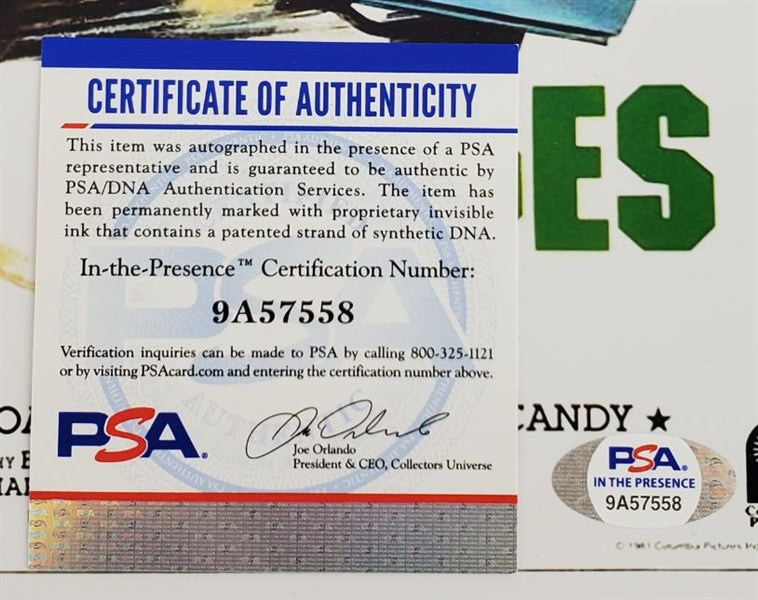 CERTIFICATE OF AUTHENTICITY
This item was autographed in the presence of a PSA
representative and is guaranteed to be authentic by
PSA/DNA Authentication Services. The item has
been permanently marked with proprietary invisible
ink that contains a patented strand of synthetic DNA.
In-the-Presence™ Certification Number:
9A57558
Verification inquiries can be made to PSA by calling 800-325-1121
or by visiting PSAcard.com and entering the certification number above.
PSA.
Joe Orlando
President & CEO, Collectors Universe
ES
CANDY ★
PSA.
IN THE PRESENCE
9A57558